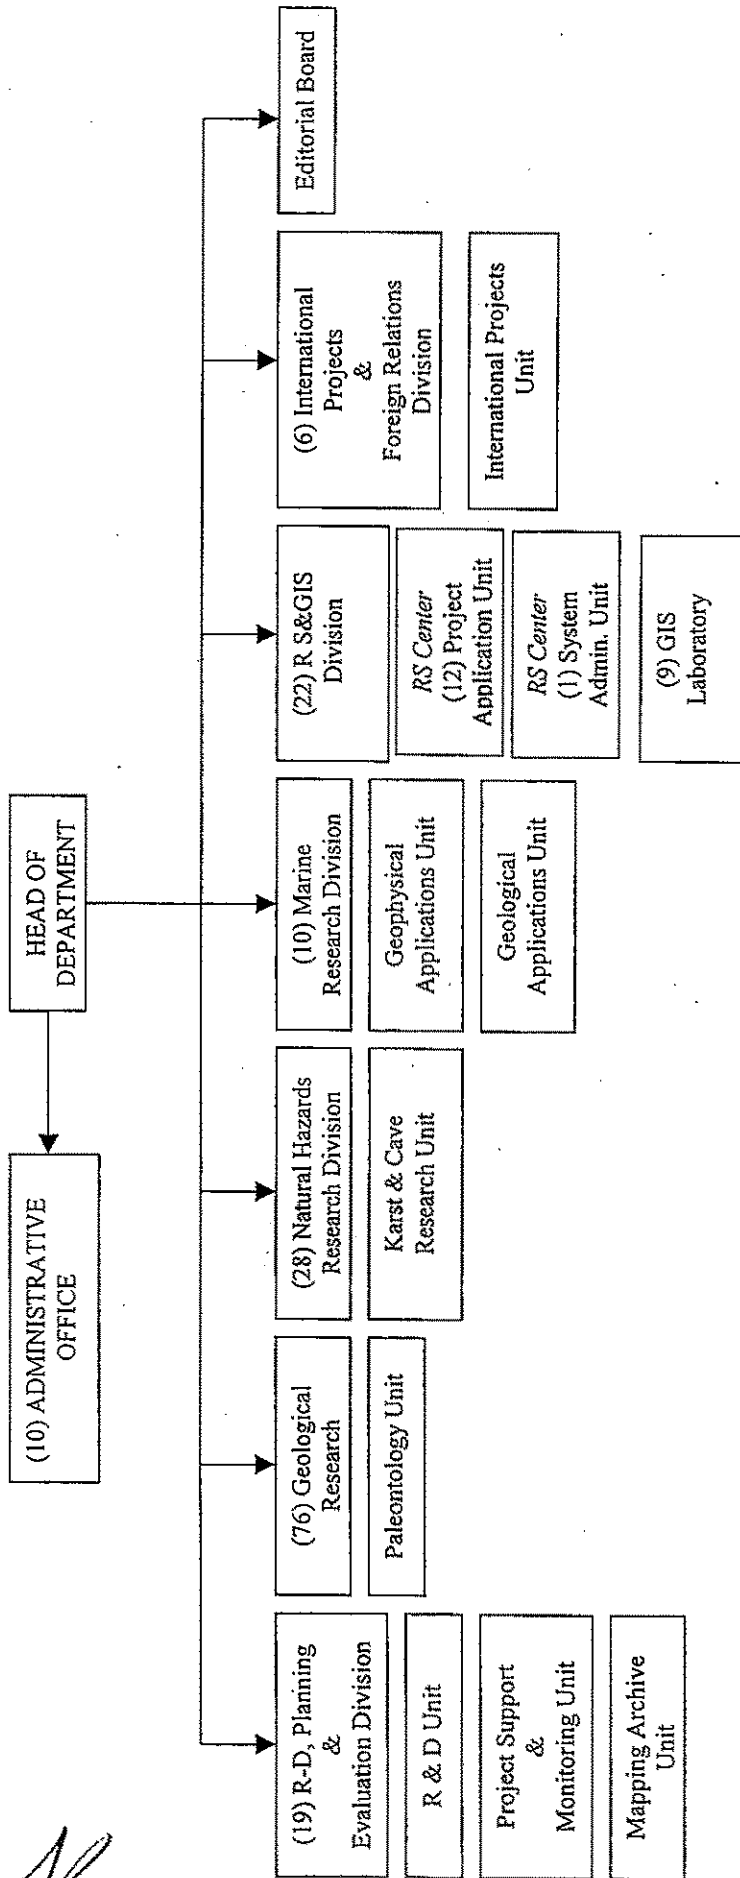 (10) ADMINISTRATIVE
OFFICE
HEAD OF
DEPARTMENT
(19) R-D, Planning
&
Evaluation Division
R & D Unit
Project Support
&
Monitoring Unit
Mapping Archive
Unit
(76) Geological
Research
Paleontology Unit
(28) Natural Hazards
Research Division
Karst & Cave
Research Unit
(10) Marine
Research Division
Geophysical
Applications Unit
Geological
Applications Unit
(22) R S&GIS
Division
RS Center
(12) Project
Application Unit
RS Center
(1) System
Admin. Unit
(9) GIS
Laboratory
(6) International
Projects
&
Foreign Relations
Division
International Projects
Unit
Editorial Board